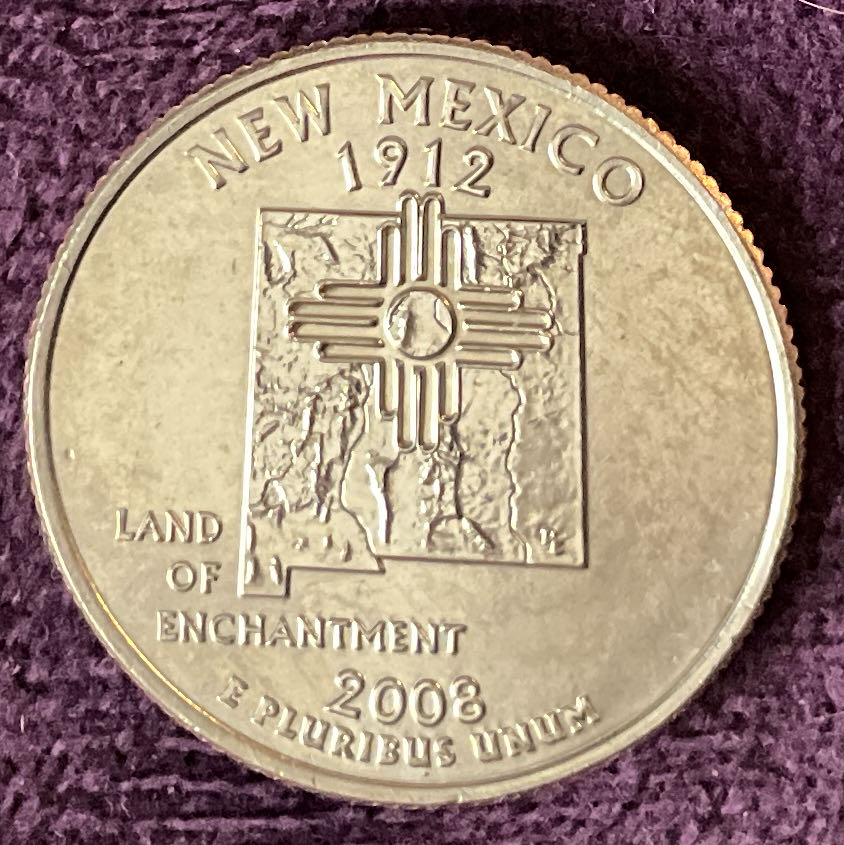 NEW MEXICO
1912
LAND
OF
ENCHANTMENT
2008
E PLURIBUS UNUM